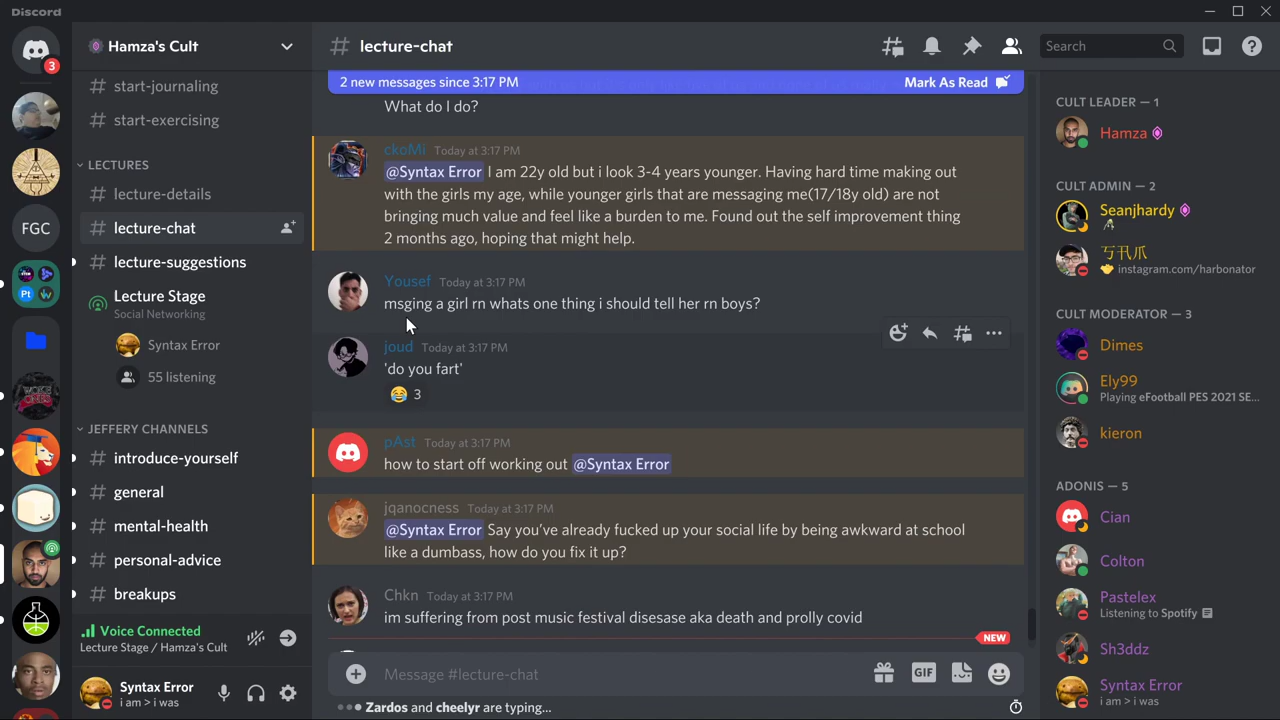 Discord
3
Hamza's Cult
# lecture-chat
Search
# start-journaling
# start-exercising
LECTURES
# lecture-details
# lecture-chat
# lecture-suggestions
Lecture Stage
Social Networking
Syntax Error
55 listening
FGC
JEFFERY CHANNELS
# introduce-yourself
# general
# mental-health
# personal-advice
# breakups
Voice Connected
Lecture Stage / Hamza's Cult
Syntax Error
i am > i was
2 new messages since 3:17 PM
Mark As Read
What do I do?
ckoMi Today at 3:17 PM
@Syntax Error I am 22y old but i look 3-4 years younger. Having hard time making out
with the girls my age, while younger girls that are messaging me(17/18y old) are not
bringing much value and feel like a burden to me. Found out the self improvement thing
2 months ago, hoping that might help.
Yousef Today at 3:17 PM
msging a girl rn whats one thing i should tell her rn boys?
joud Today at 3:17 PM
'do you fart'
😂 3
pAst Today at 3:17 PM
how to start off working out @Syntax Error
jqanocness Today at 3:17 PM
@Syntax Error Say you've already fucked up your social life by being awkward at school
like a dumbass, how do you fix it up?
Chkn Today at 3:17 PM
im suffering from post music festival disesase aka death and prolly covid
NEW
Message #lecture-chat
GIF
Zardos and cheelyr are typing...
CULT LEADER — 1
Hamza
CULT ADMIN — 2
Seanjhardy
instagram.com/harbonator
CULT MODERATOR — 3
Dimes
Ely99
Playing eFootball PES 2021 SE...
kieron
ADONIS — 5
Cian
Colton
Pastelex
Listening to Spotify
Sh3ddz
Syntax Error
i am > i was